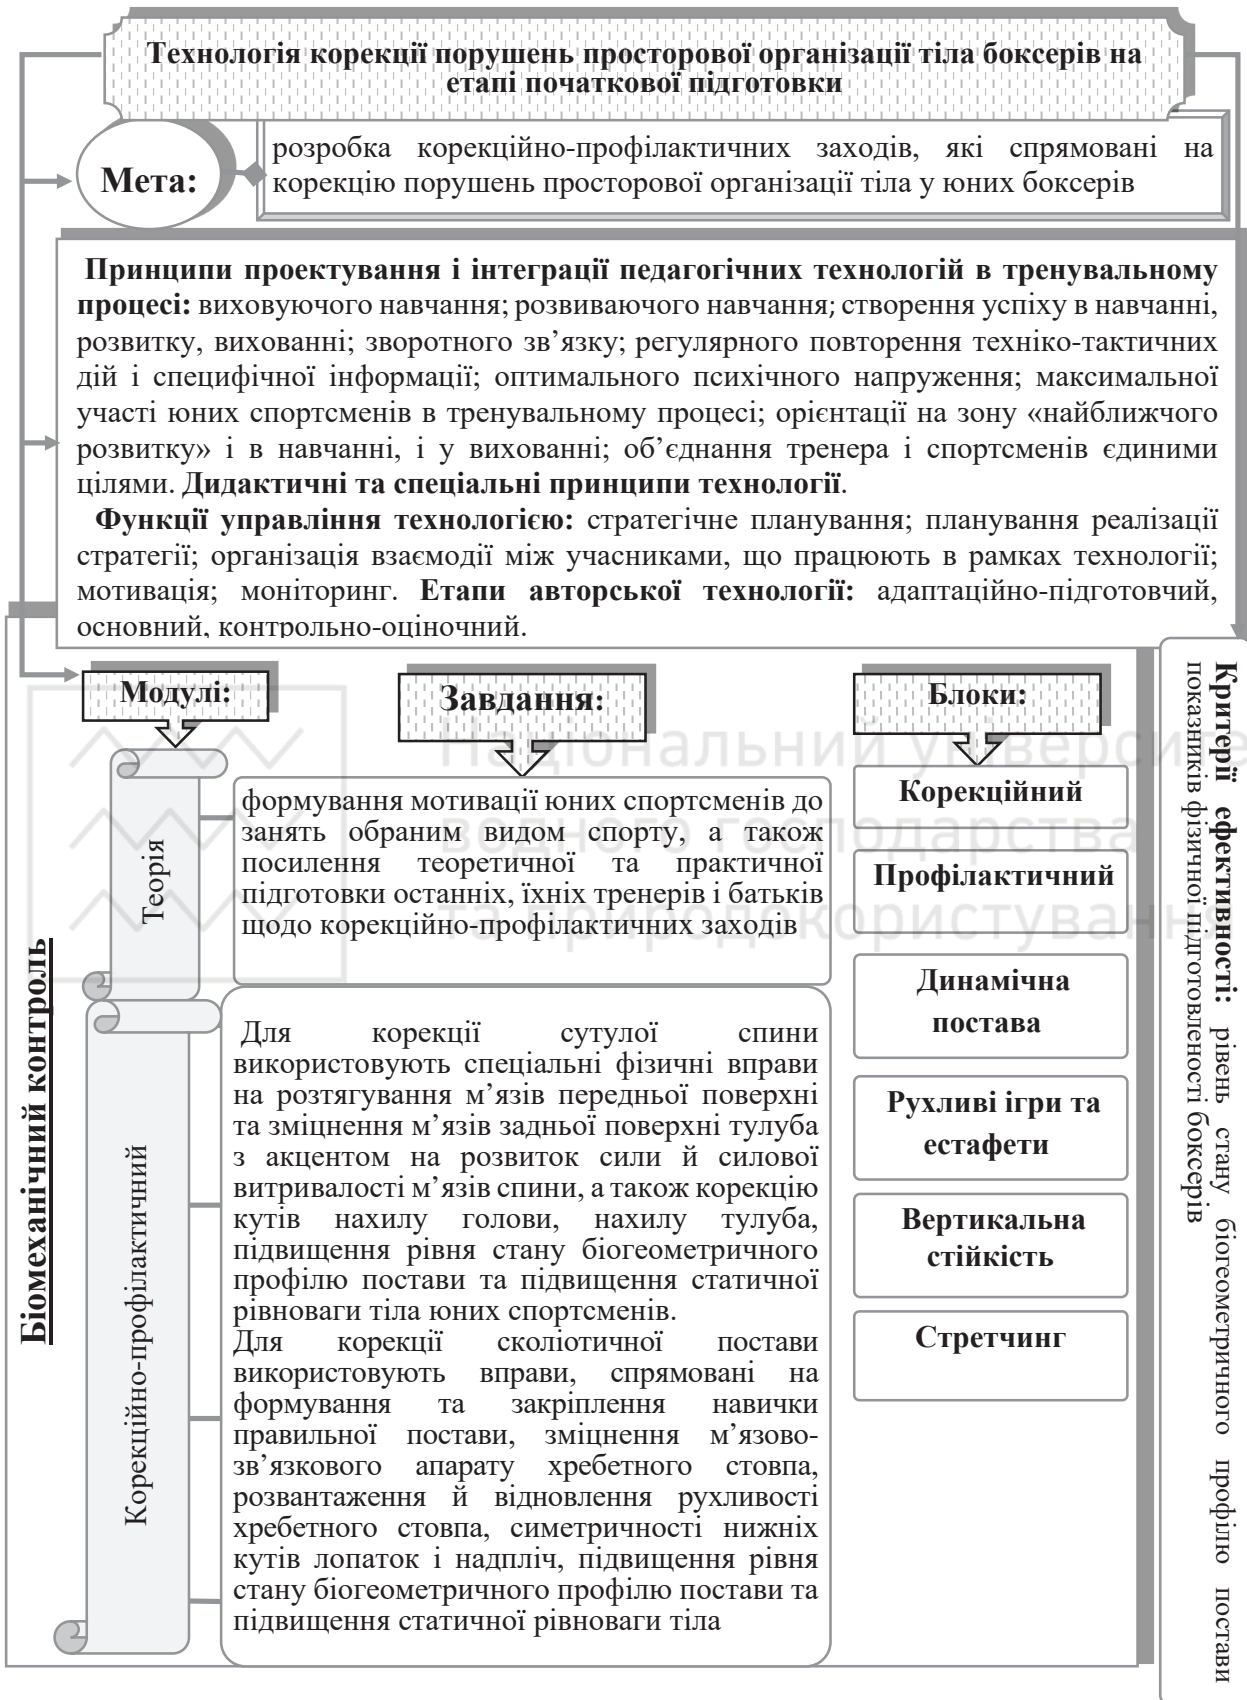 Технологія корекції порушень просторової організації тіла боксерів на
етапі початкової підготовки
Мета:
розробка корекційно-профілактичних заходів, які спрямовані на
корекцію порушень просторової організації тіла у юних боксерів
Принципи проектування і інтеграції педагогічних технологій в тренувальному
процесі: виховуючого навчання; розвиваючого навчання; створення успіху в навчанні,
розвитку, вихованні; зворотного зв’язку; регулярного повторення техніко-тактичних
дій і специфічної інформації; оптимального психічного напруження; максимальної
участі юних спортсменів в тренувальному процесі; орієнтації на зону «найближчого
розвитку» і в навчанні, і у вихованні; об’єднання тренера і спортсменів єдиними
цілями. Дидактичні та спеціальні принципи технології.
Функції управління технологією: стратегічне планування; планування реалізації
стратегії; організація взаємодії між учасниками, що працюють в рамках технології;
мотивація; моніторинг. Етапи авторської технології: адаптаційно-підготовчий,
основний, контрольно-оціночний.
Модулі:
Завдання:
Блоки:
Біомеханічний контроль
Теорія
формування мотивації юних спортсменів до
занять обраним видом спорту, а також
посилення теоретичної та практичної
підготовки останніх, їхніх тренерів і батьків
щодо корекційно-профілактичних заходів
Корекційно-профілактичний
Для корекції сутулої спини
використовують спеціальні фізичні вправи
на розтягування м’язів передньої поверхні
та зміцнення м’язів задньої поверхні тулуба
з акцентом на розвиток сили й силової
витривалості м’язів спини, а також корекцію
кутів нахилу голови, нахилу тулуба,
підвищення рівня стану біогеометричного
профілю постави та підвищення статичної
рівноваги тіла юних спортсменів.
Для корекції сколіотичної постави
використовують вправи, спрямовані на
формування та закріплення навички
правильної постави, зміцнення м’язово-
зв’язкового апарату хребетного стовпа,
розвантаження й відновлення рухливості
хребетного стовпа, симетричності нижніх
кутів лопаток і надпліч, підвищення рівня
стану біогеометричного профілю постави та
підвищення статичної рівноваги тіла
Корекційний
Профілактичний
Динамічна
постава
Рухливі ігри та
естафети
Вертикальна
стійкість
Стретчинг
Критерії ефективності: рівень стану біогеометричного профілю постави
показників фізичної підготовленості боксерів
Національний університе
водного господарства
та природокористування